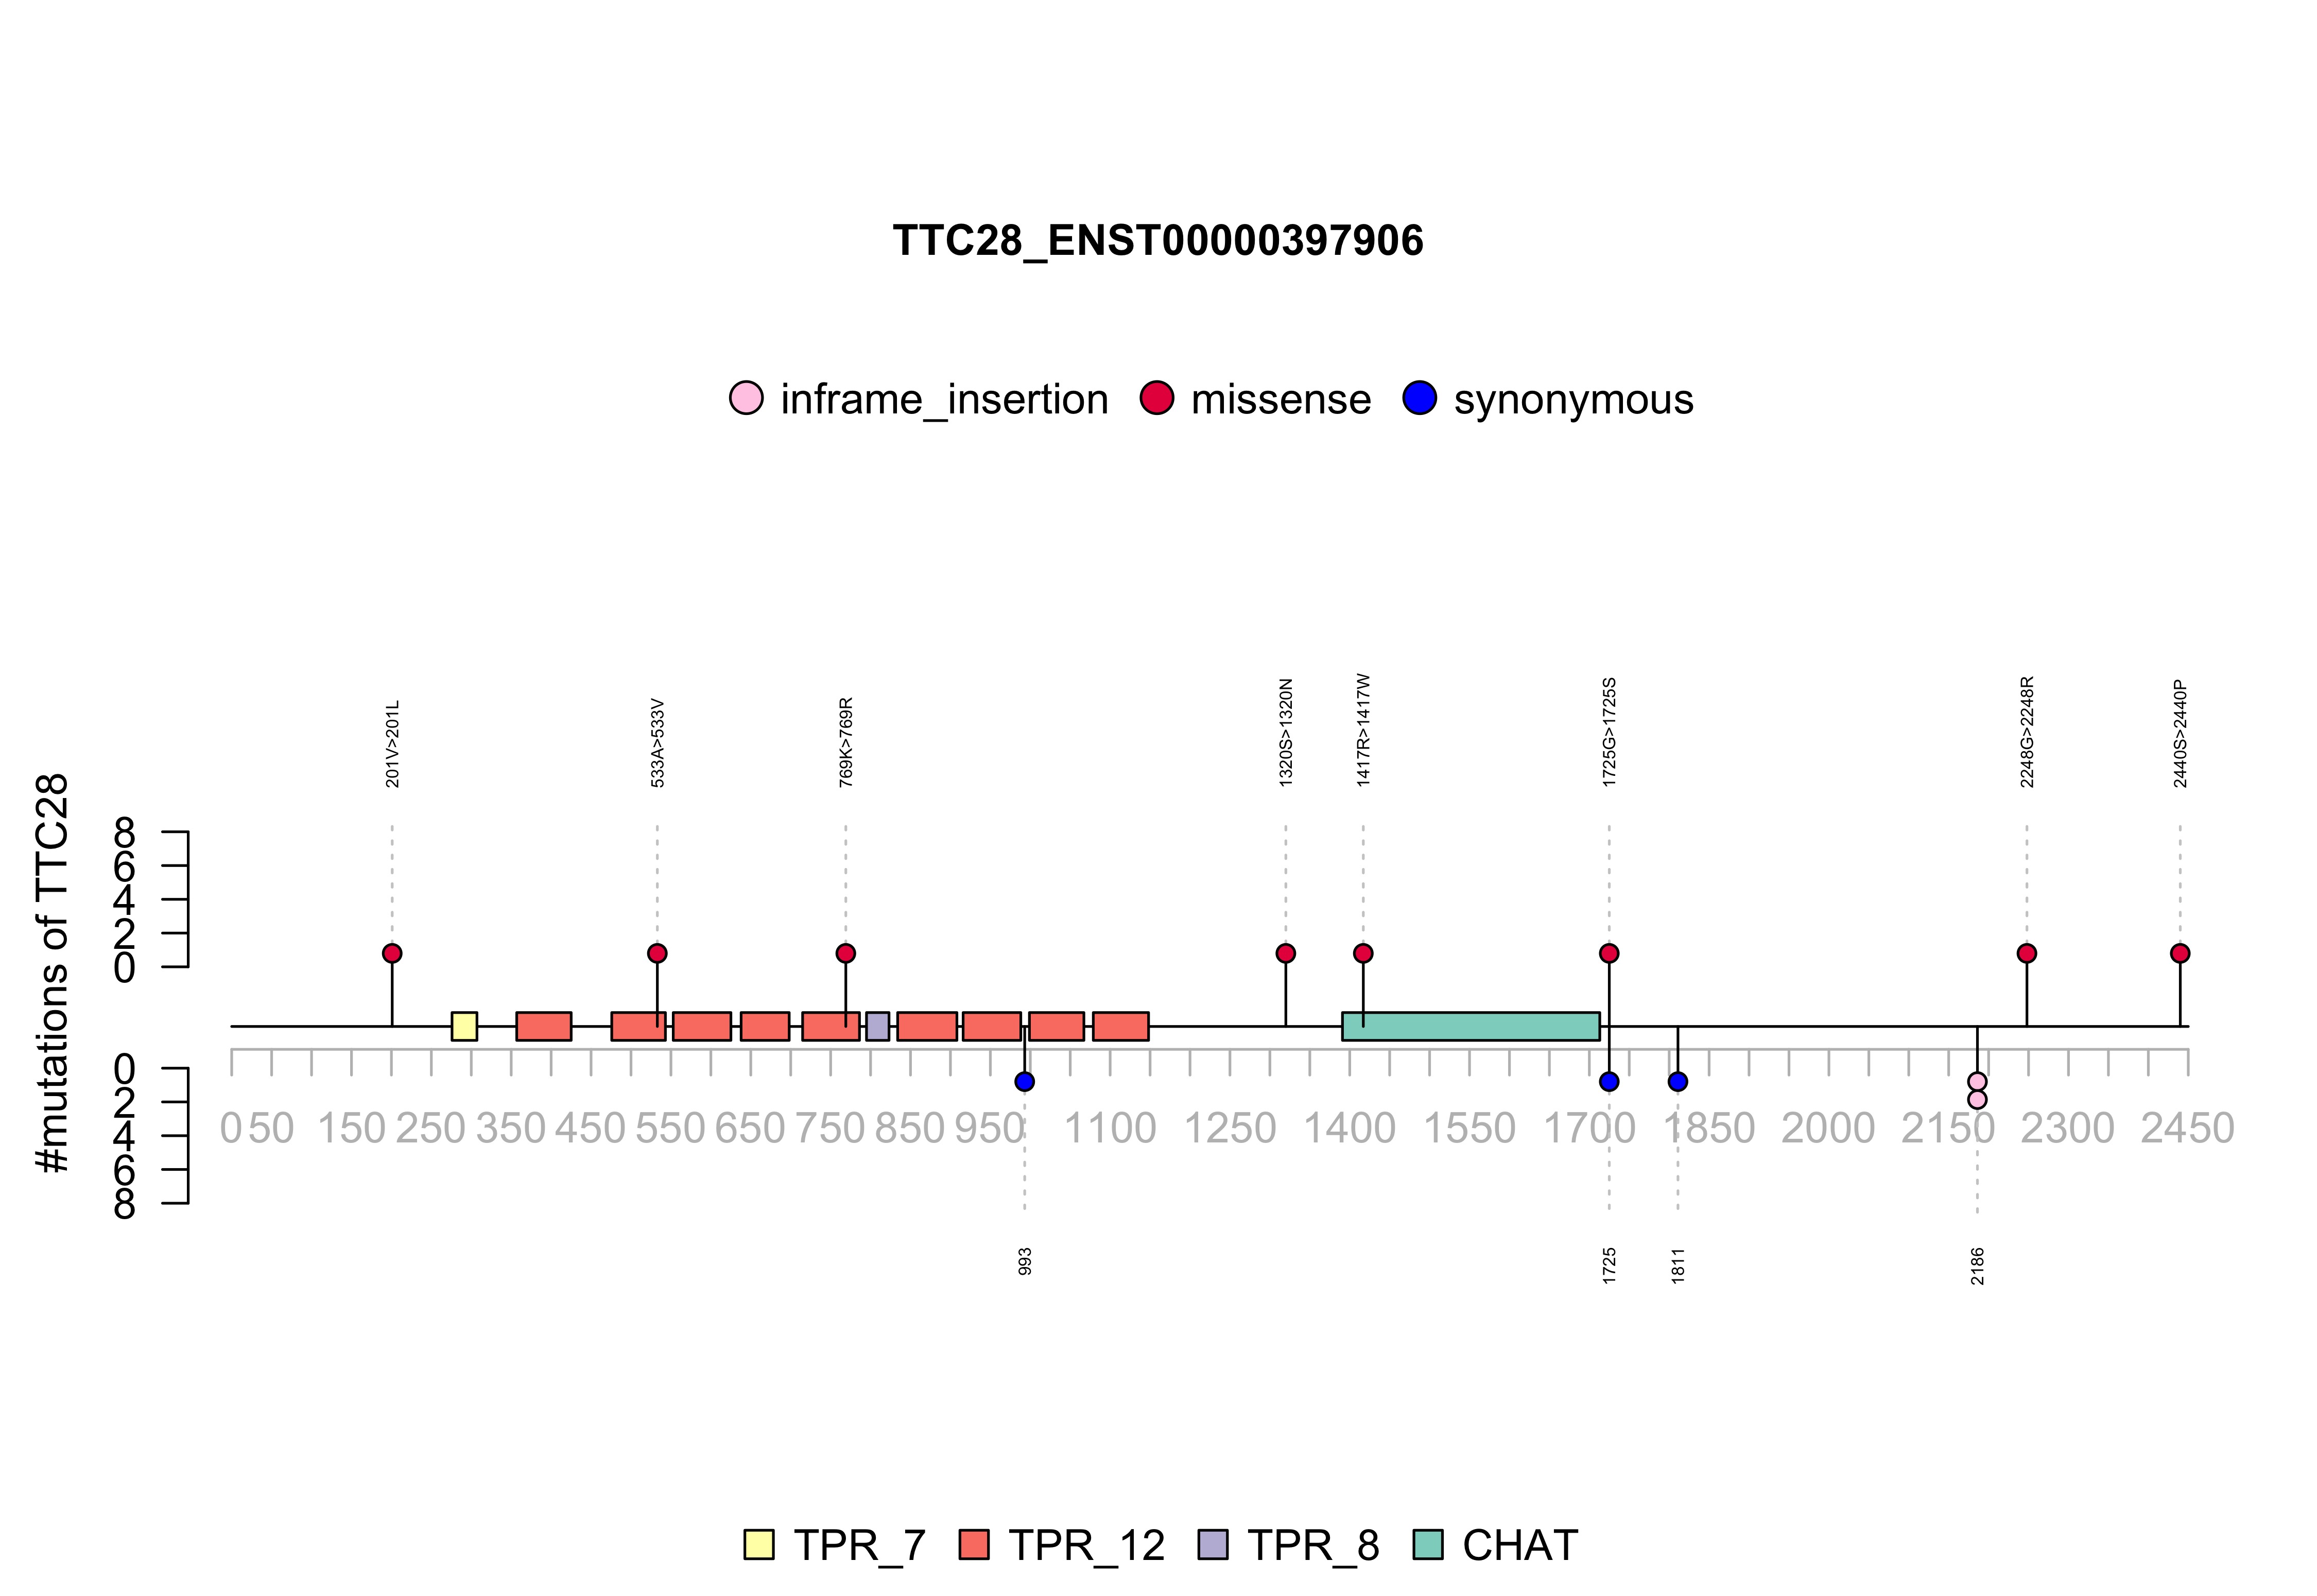 TTC28_ENST00000397906
inframe_insertion missense synonymous
201V>201L
533A>533V
769K>769R
1320S>1320N
1417R>1417W
1725G>1725S
2248G>2248R
2440S>2440P
#mutations of TTC28
8
6
4
2
0
0
2
4
6
8
0 50 150 250 350 450 550 650 750 850 950 1100 1250 1400 1550 1700 1850 2000 2150 2300 2450
993
1725
1811
2186
TPR_7 TPR_12 TPR_8 CHAT